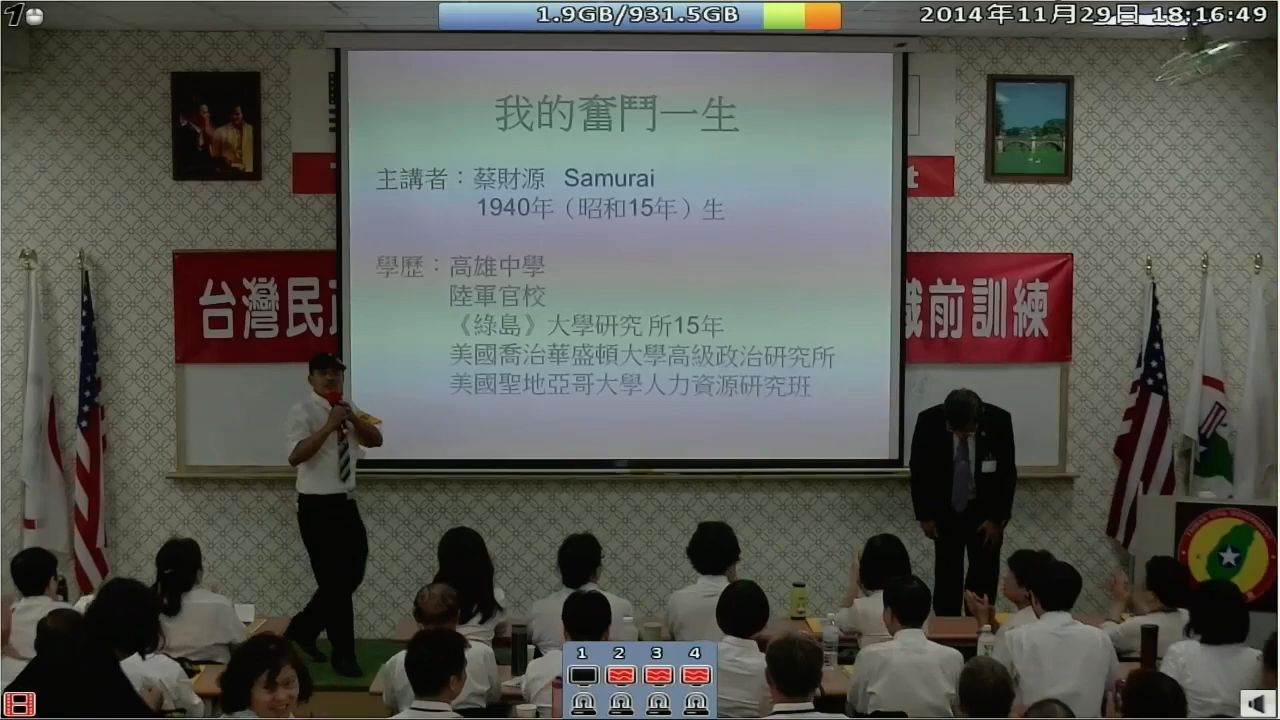 1.9GB/931.5GB
2014年11月29日 18:16:49
我的奮鬥一生
主講者：蔡財源 Samurai
1940年（昭和15年）生
學歷：高雄中學
陸軍官校
《綠島》大學研究 所15年
美國喬治華盛頓大學高級政治研究所
美國聖地亞哥大學人力資源研究班
台灣民
前訓練
1 2 3 4